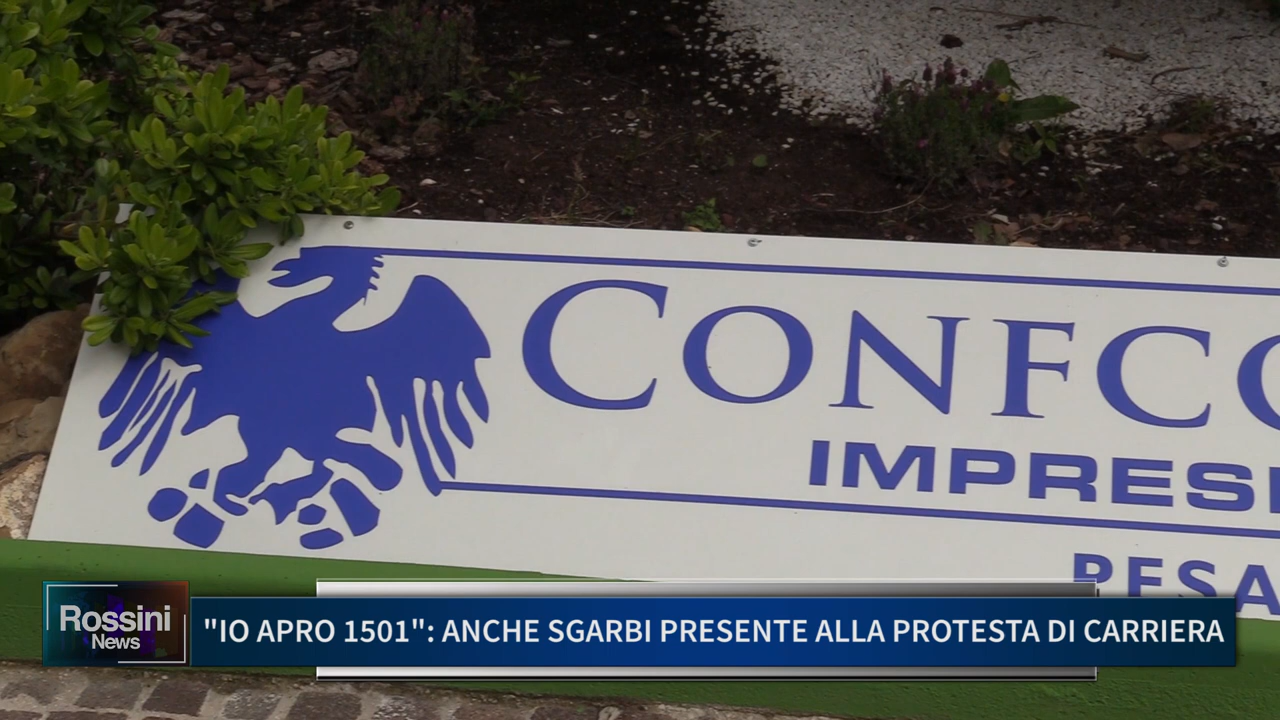 CONFCO
IMPRES
PESA
Rossini
News
"IO APRO 1501": ANCHE SGARBI PRESENTE ALLA PROTESTA DI CARRIERA